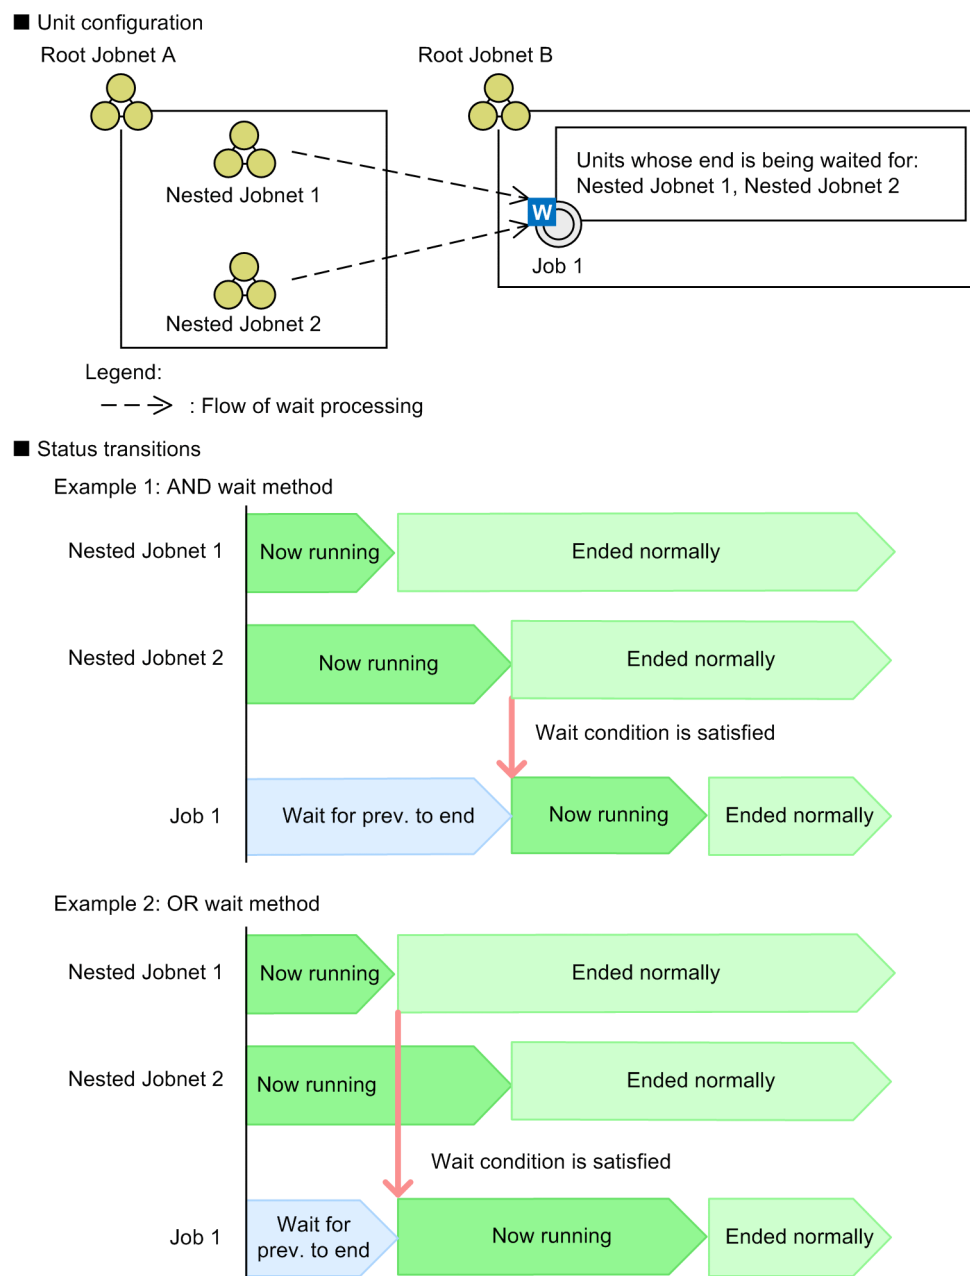 ■ Unit configuration
Root Jobnet A
Root Jobnet B
Nested Jobnet 1
Units whose end is being waited for:
Nested Jobnet 1, Nested Jobnet 2
W
Job 1
Nested Jobnet 2
Legend:
: Flow of wait processing
■ Status transitions
Example 1: AND wait method
Nested Jobnet 1
Now running
Ended normally
Nested Jobnet 2
Now running
Ended normally
Wait condition is satisfied
Job 1
Wait for prev. to end
Now running
Ended normally
Example 2: OR wait method
Nested Jobnet 1
Now running
Ended normally
Nested Jobnet 2
Now running
Ended normally
Wait condition is satisfied
Job 1
Wait for
prev. to end
Now running
Ended normally